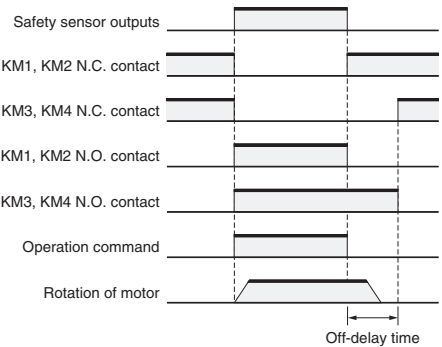 Safety sensor outputs
KM1, KM2 N.C. contact
KM3, KM4 N.C. contact
KM1, KM2 N.O. contact
KM3, KM4 N.O. contact
Operation command
Rotation of motor
Off-delay time